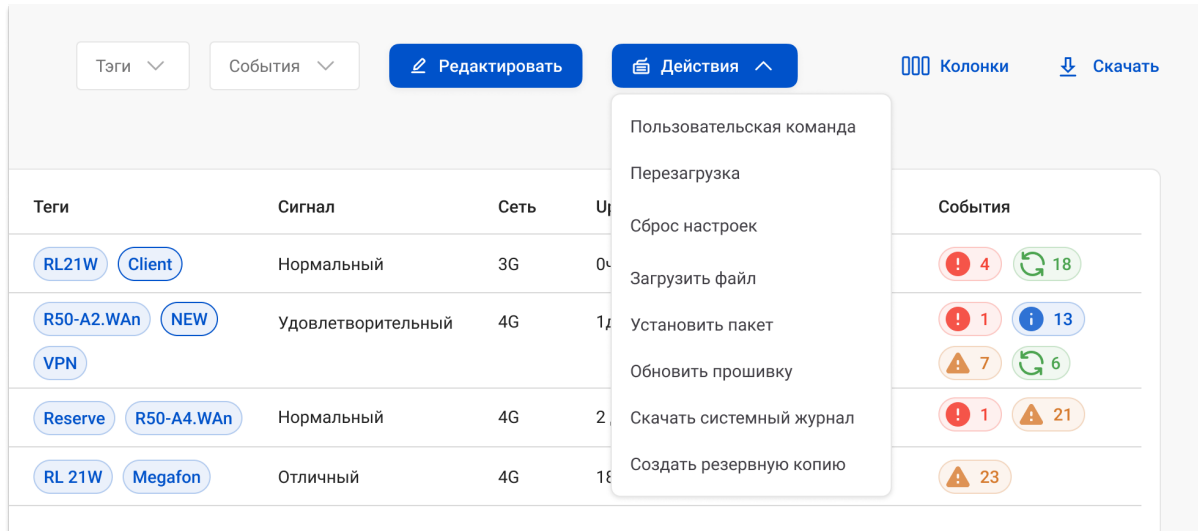 Тэги
События
Редактировать
Действия
Колонки
Скачать
Пользовательская команда
Перезагрузка
Сброс настроек
Загрузить файл
Установить пакет
Обновить прошивку
Скачать системный журнал
Создать резервную копию
Теги Сигнал Сеть События
RL21W Client Нормальный 3G 4 18
R50-A2.WAn NEW Удовлетворительный 4G 1 13
VPN 7 6
Reserve R50-A4.WAn Нормальный 4G 2 1 21
RL 21W Megafon Отличный 4G 23